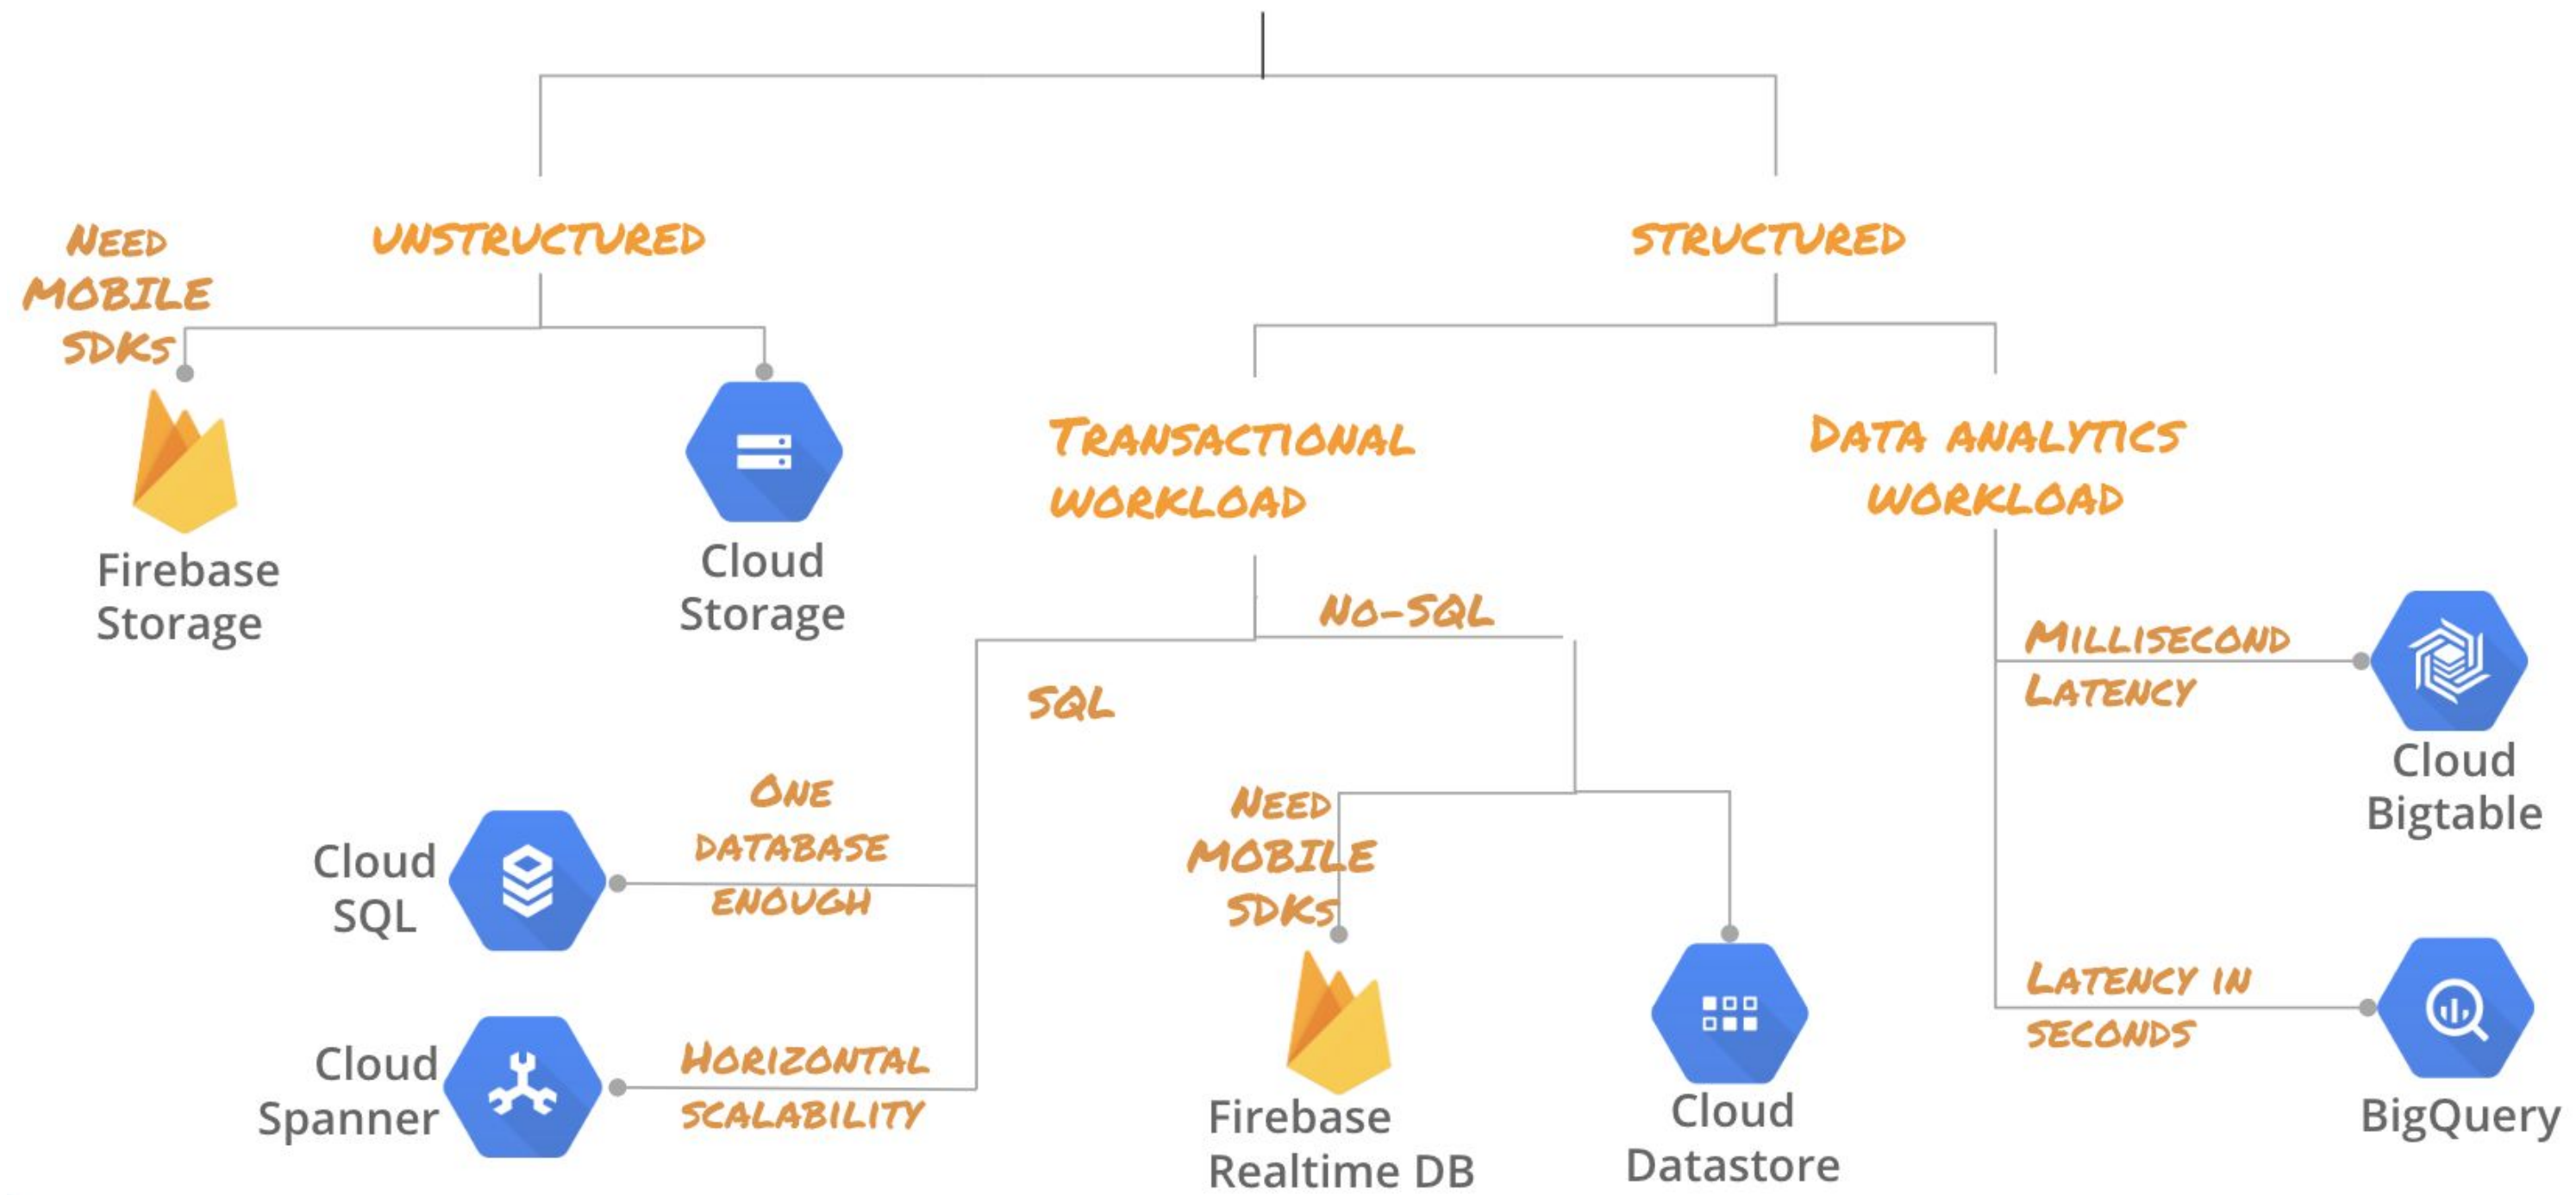 UNSTRUCTURED
STRUCTURED
NEED
MOBILE
SDKS
Firebase
Storage
Cloud
Storage
TRANSACTIONAL
WORKLOAD
DATA ANALYTICS
WORKLOAD
NO-SQL
SQL
ONE
DATABASE
ENOUGH
Cloud
SQL
HORIZONTAL
SCALABILITY
Cloud
Spanner
NEED
MOBILE
SDKS
Firebase
Realtime DB
Cloud
Datastore
MILLISECOND
LATENCY
Cloud
Bigtable
LATENCY IN
SECONDS
BigQuery